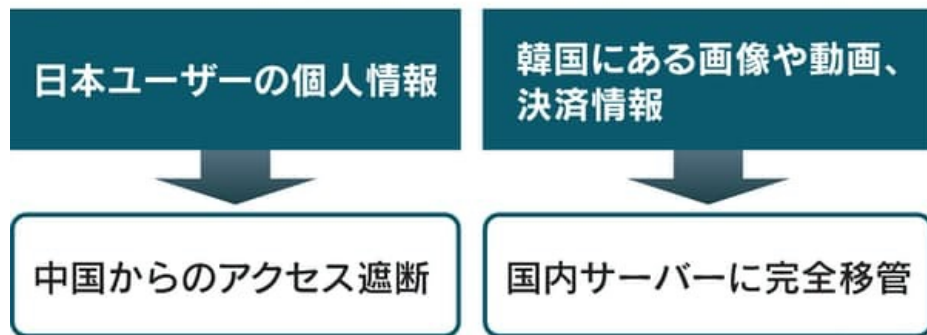 日本ユーザーの個人情報
中国からのアクセス遮断
韓国にある画像や動画、
決済情報
国内サーバーに完全移管